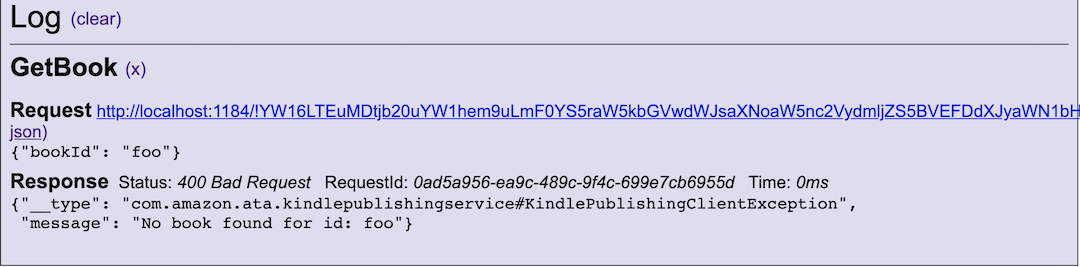 Log (clear)
GetBook (x)
Request http://localhost:1184/!YW16LTEuMDtjb20uYW1hem9uLmF0YS5raW5kbGVwdWJsaXNoaW5nc2VydmljZS5BVEFDdXJyaWN1bH
json)
{"bookId": "foo"}
Response Status: 400 Bad Request RequestId: 0ad5a956-ea9c-489c-9f4c-699e7cb6955d Time: 0ms
{"__type": "com.amazon.ata.kindlepublishingservice#KindlePublishingClientException",
"message": "No book found for id: foo"}